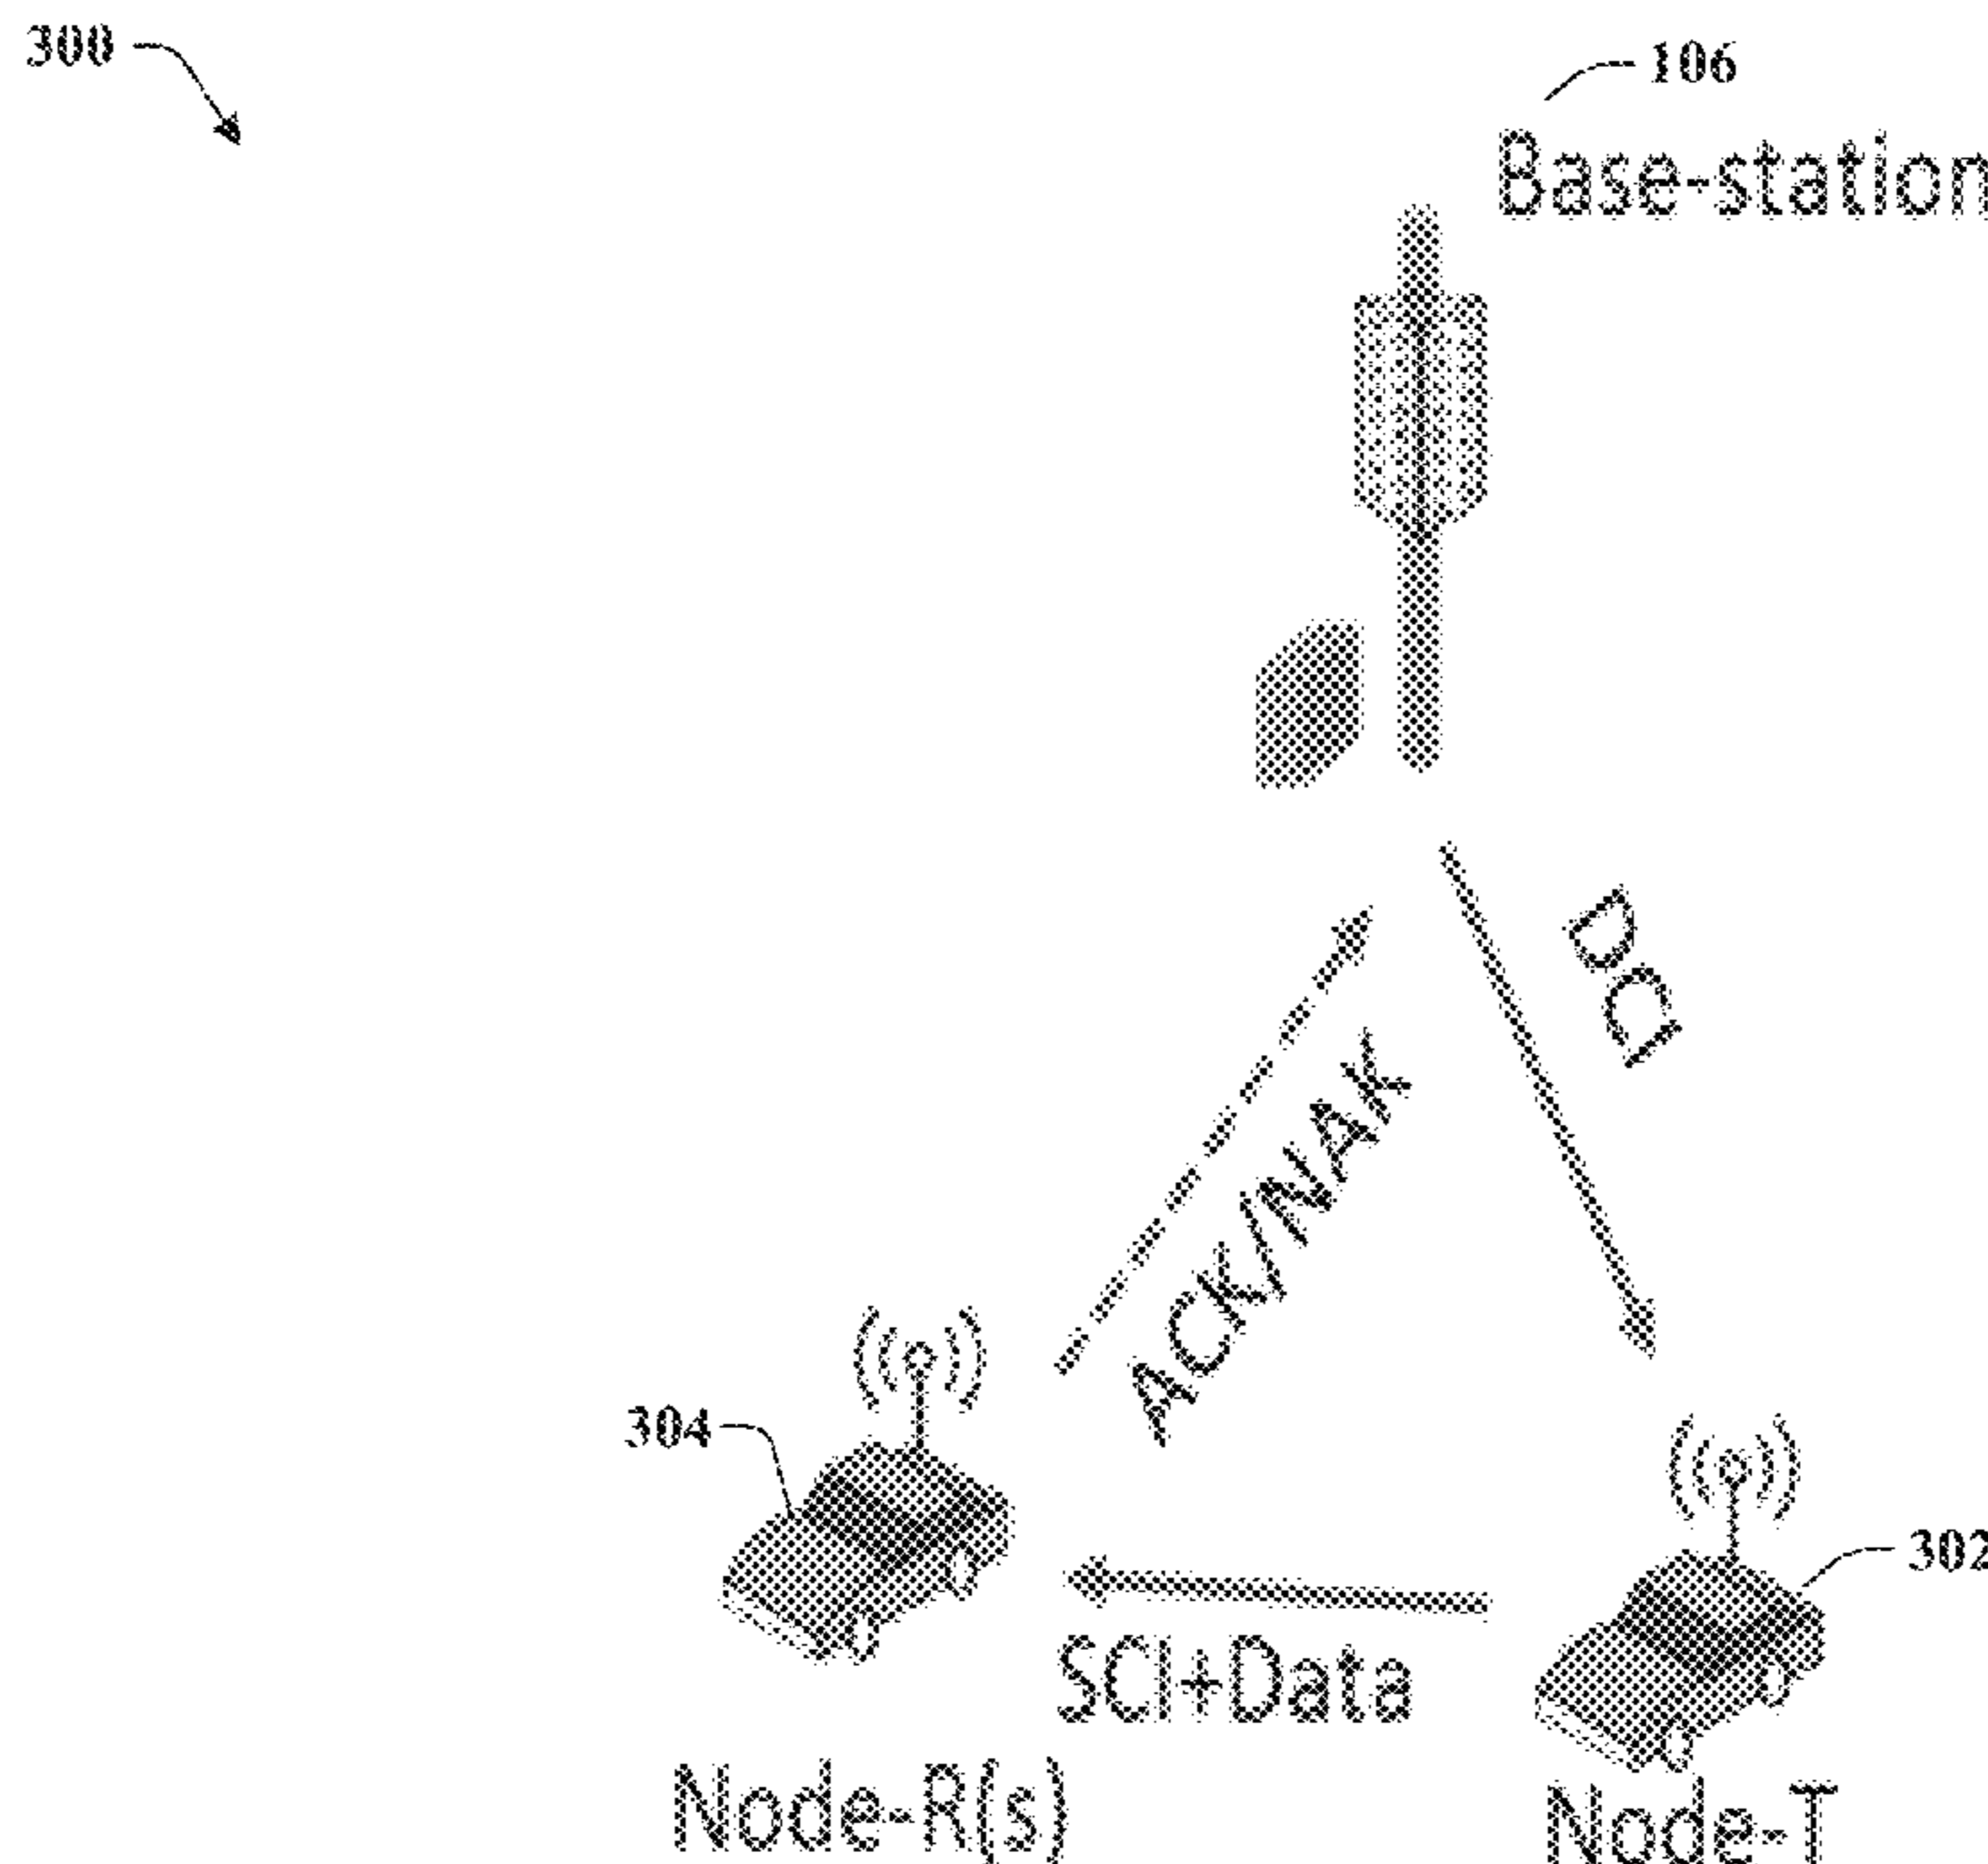 300
106
Base-station
DCI
ACK/NAK
304
302
SCI+Data
Node-R(s)
Node-T